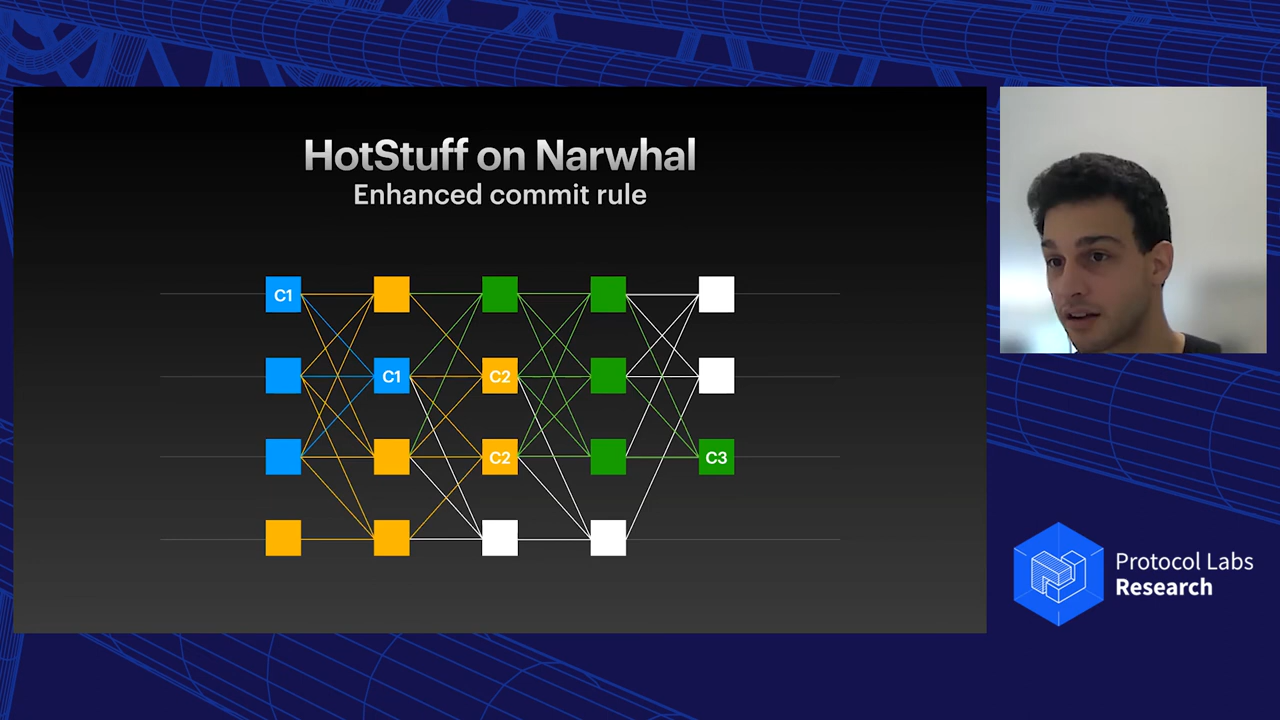 HotStuff on Narwhal
Enhanced commit rule
C1
C1
C2
C2
C3
Protocol Labs
Research